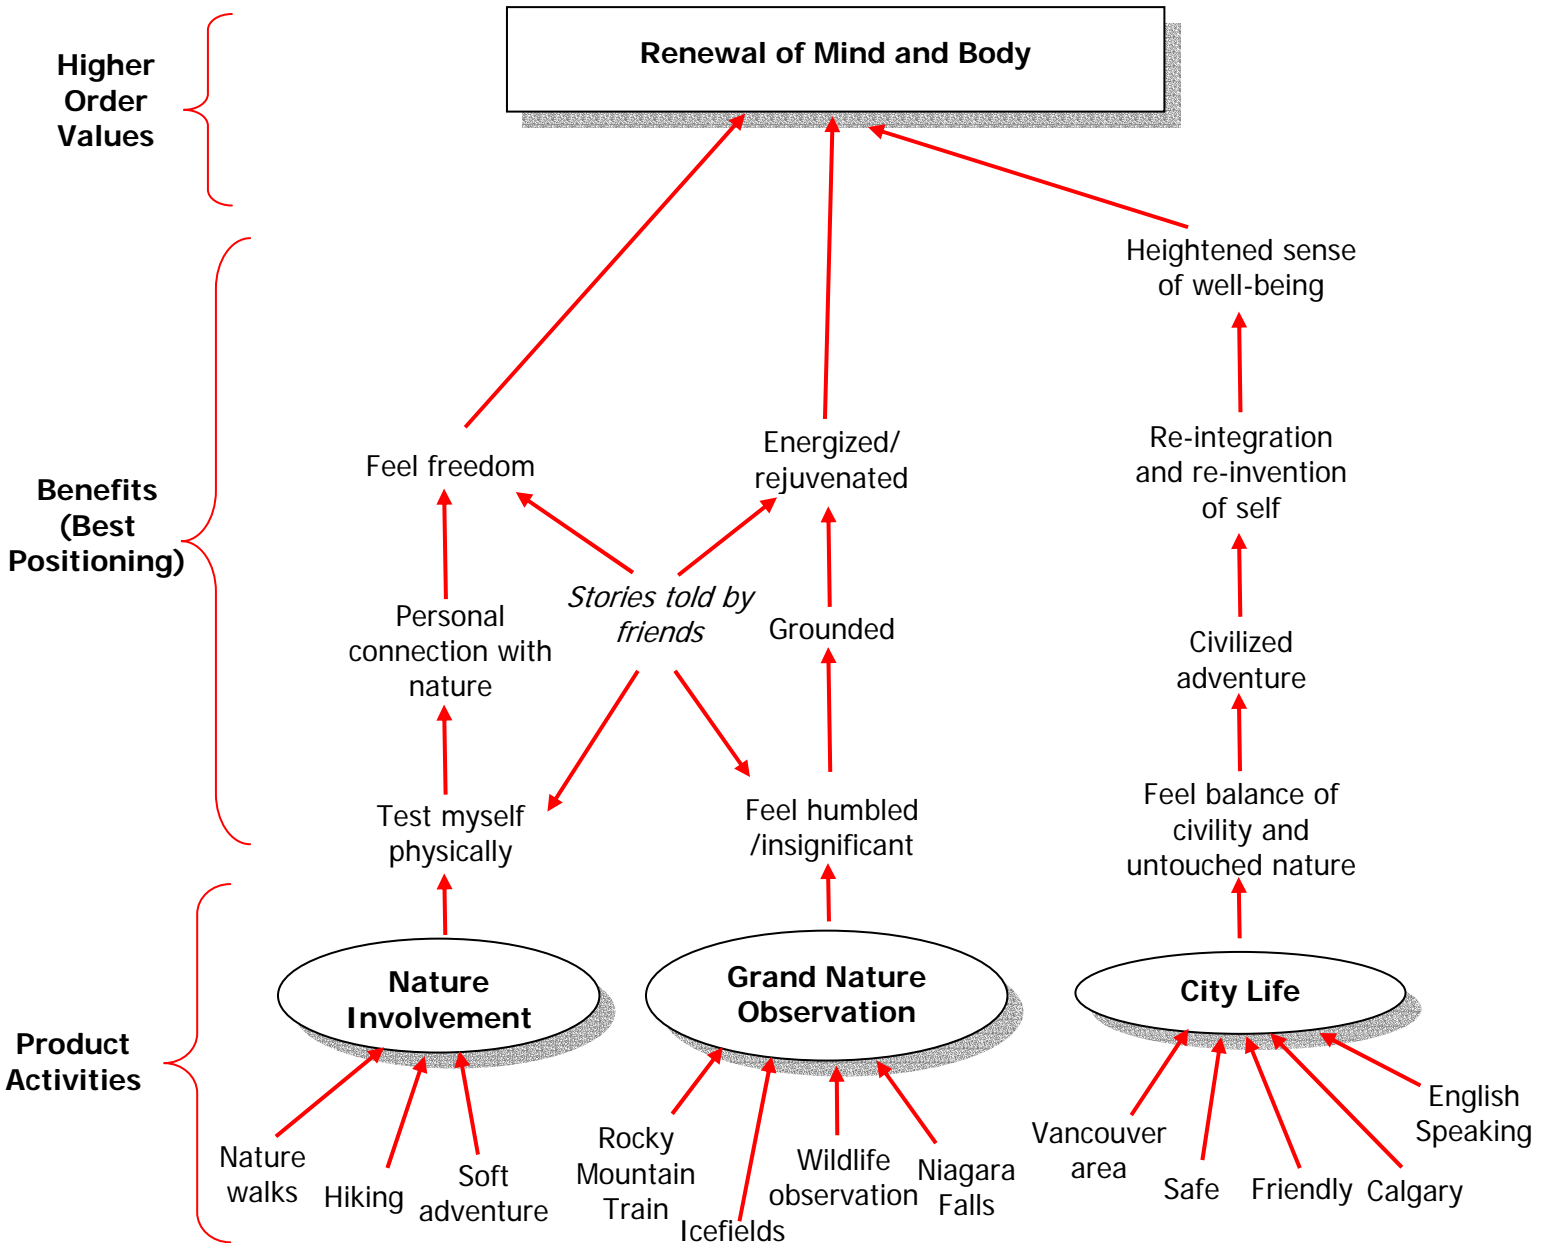 Renewal of Mind and Body
Higher
Order
Values
Heightened sense
of well-being
Benefits
(Best
Positioning)
Feel freedom
Energized/
rejuvenated
Re-integration
and re-invention
of self
Stories told by
friends
Personal
connection with
nature
Grounded
Civilized
adventure
Test myself
physically
Feel humbled
/insignificant
Feel balance of
civility and
untouched nature
Product
Activities
Nature
Involvement
Grand Nature
Observation
City Life
Nature
walks
Hiking
Soft
adventure
Rocky
Mountain
Train
Icefields
Wildlife
observation
Niagara
Falls
Vancouver
area
Safe
Friendly
Calgary
English
Speaking